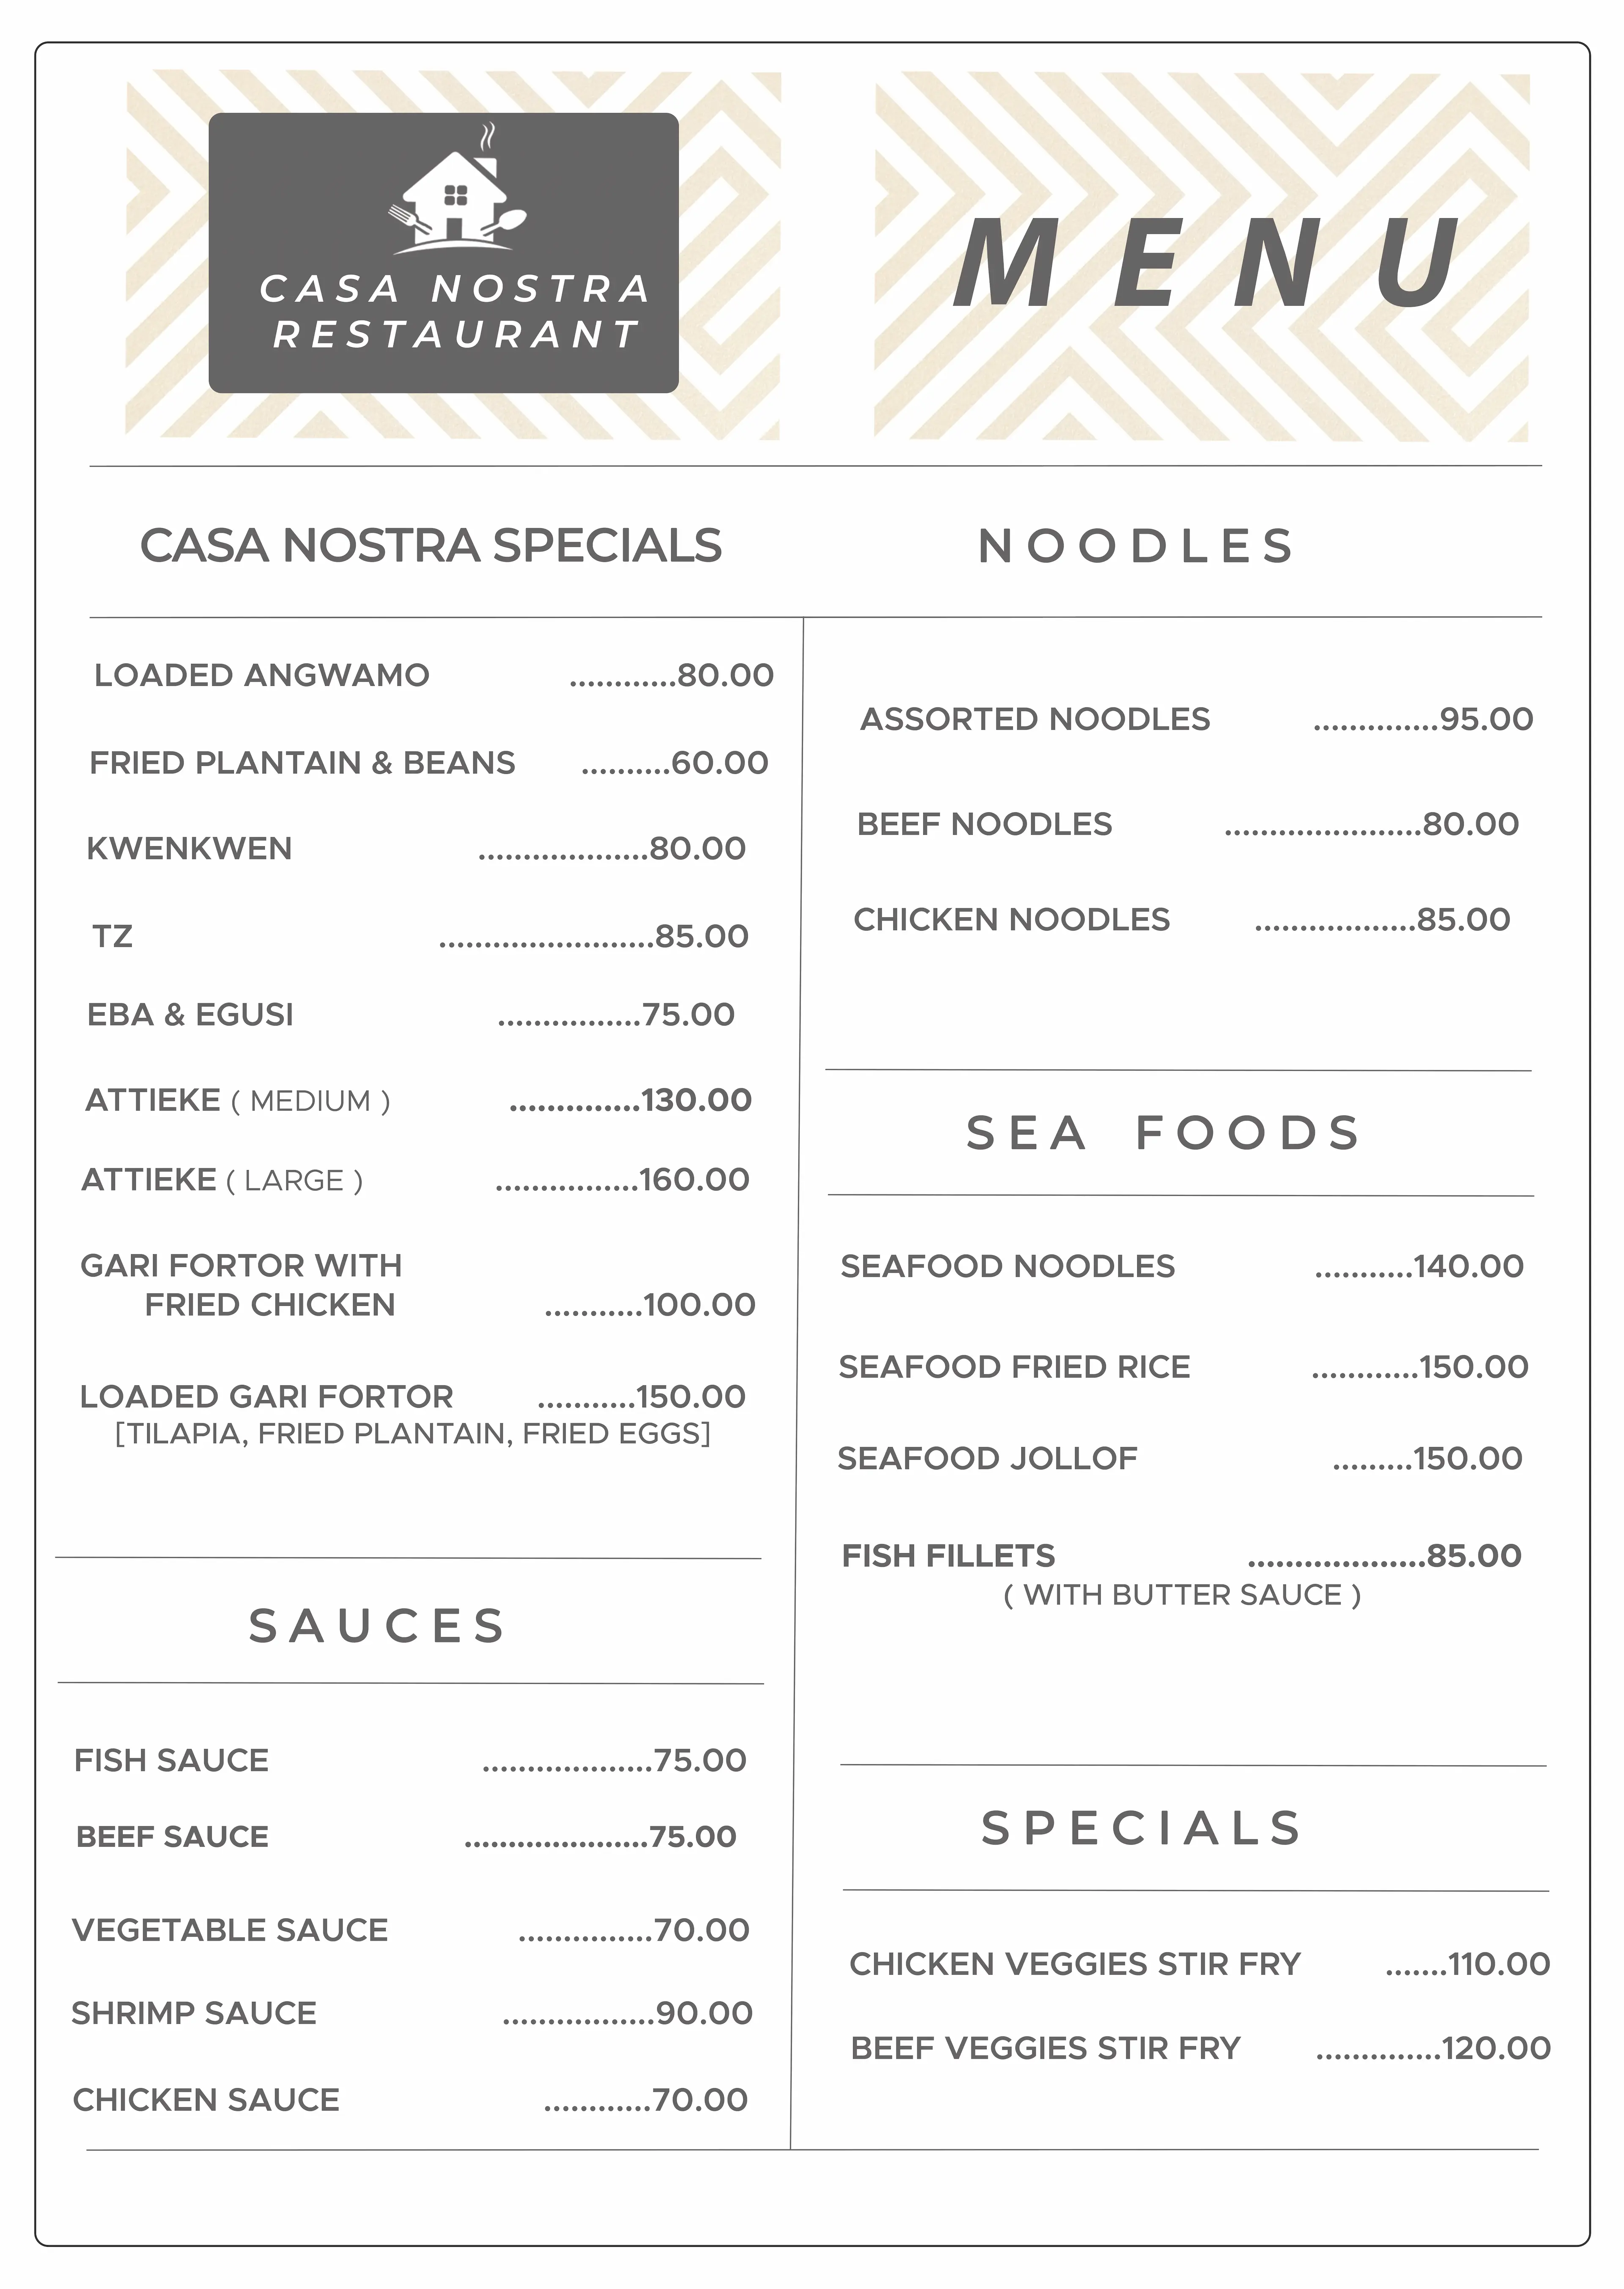 CASA NOSTRA
RESTAURANT
MENU
CASA NOSTRA SPECIALS
LOADED ANGWAMO ............80.00
FRIED PLANTAIN & BEANS ..........60.00
KWENKWEN ...................80.00
TZ ........................85.00
EBA & EGUSI ................75.00
ATTIEKE ( MEDIUM ) ..............130.00
ATTIEKE ( LARGE ) ................160.00
GARI FORTOR WITH
FRIED CHICKEN ...........100.00
LOADED GARI FORTOR ...........150.00
[TILAPIA, FRIED PLANTAIN, FRIED EGGS]
SAUCES
FISH SAUCE ...................75.00
BEEF SAUCE .....................75.00
VEGETABLE SAUCE ...............70.00
SHRIMP SAUCE .................90.00
CHICKEN SAUCE ............70.00
NOODLES
ASSORTED NOODLES ..............95.00
BEEF NOODLES ......................80.00
CHICKEN NOODLES ..................85.00
SEA FOODS
SEAFOOD NOODLES ...........140.00
SEAFOOD FRIED RICE ............150.00
SEAFOOD JOLLOF .........150.00
FISH FILLETS ...................85.00
( WITH BUTTER SAUCE )
SPECIALS
CHICKEN VEGGIES STIR FRY .......110.00
BEEF VEGGIES STIR FRY ..............120.00